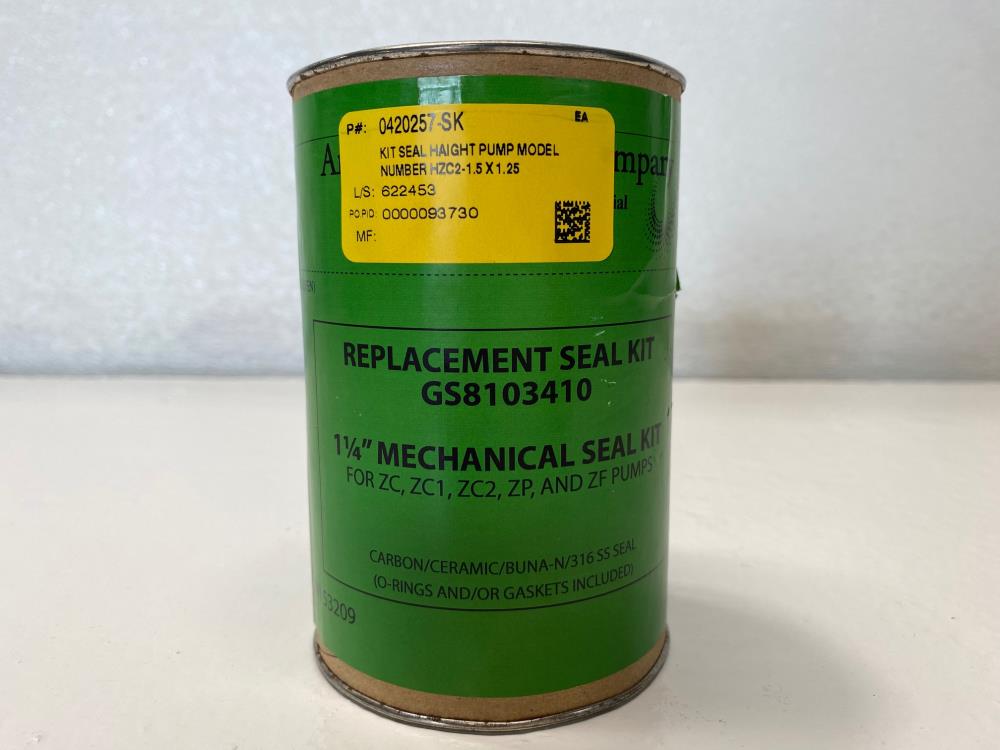 P#: 0420257-SK EA
KIT SEAL HAIGHT PUMP MODEL
NUMBER HZC2-1.5 X 1.25
L/S: 622453
PO PID: 0000093730
MF:
REPLACEMENT SEAL KIT
GS8103410
1¼” MECHANICAL SEAL KIT
FOR ZC, ZC1, ZC2, ZP, AND ZF PUMPS
CARBON/CERAMIC/BUNA-N/316 SS SEAL
(O-RINGS AND/OR GASKETS INCLUDED)
53209